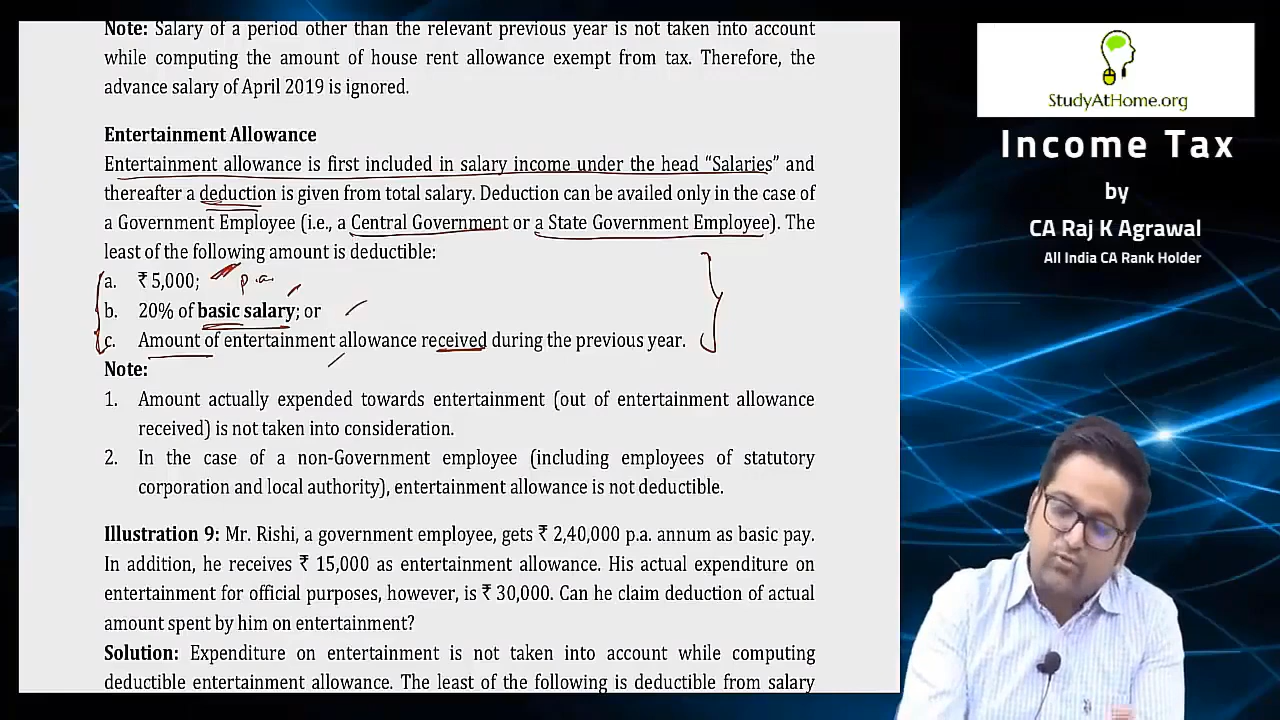 Note: Salary of a period other than the relevant previous year is not taken into account
while computing the amount of house rent allowance exempt from tax. Therefore, the
advance salary of April 2019 is ignored.
Entertainment Allowance
Entertainment allowance is first included in salary income under the head “Salaries” and
thereafter a deduction is given from total salary. Deduction can be availed only in the case of
a Government Employee (i.e., a Central Government or a State Government Employee). The
least of the following amount is deductible:
a. ₹ 5,000; p.a.
b. 20% of basic salary; or
c. Amount of entertainment allowance received during the previous year.
Note:
1. Amount actually expended towards entertainment (out of entertainment allowance
received) is not taken into consideration.
2. In the case of a non-Government employee (including employees of statutory
corporation and local authority), entertainment allowance is not deductible.
Illustration 9: Mr. Rishi, a government employee, gets ₹ 2,40,000 p.a. annum as basic pay.
In addition, he receives ₹ 15,000 as entertainment allowance. His actual expenditure on
entertainment for official purposes, however, is ₹ 30,000. Can he claim deduction of actual
amount spent by him on entertainment?
Solution: Expenditure on entertainment is not taken into account while computing
deductible entertainment allowance. The least of the following is deductible from salary
StudyAtHome.org
Income Tax
by
CA Raj K Agrawal
All India CA Rank Holder